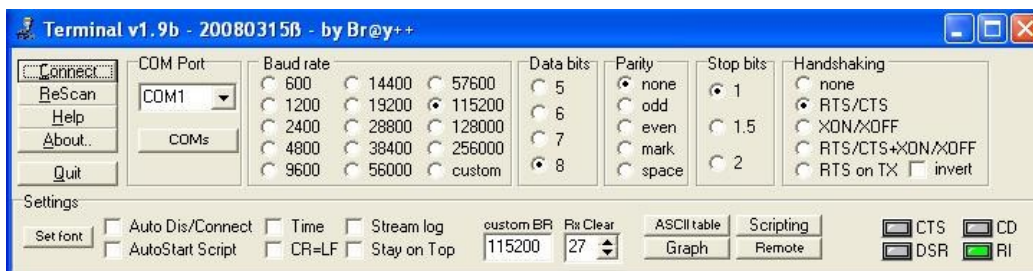 Terminal v1.9b - 20080315ß - by Br@y++
Connect
ReScan
Help
About..
Quit
COM Port
COM1
COMs
Baud rate
600 14400 57600
1200 19200 115200
2400 28800 128000
4800 38400 256000
9600 56000 custom
Data bits
5
6
7
8
Parity
none
odd
even
mark
space
Stop bits
1
1.5
2
Handshaking
none
RTS/CTS
XON/XOFF
RTS/CTS+XON/XOFF
RTS on TX invert
Settings
Set font
Auto Dis/Connect Time Stream log
AutoStart Script CR=LF Stay on Top
custom BR Rx Clear
115200 27
ASCII table Scripting
Graph Remote
CTS CD
DSR RI